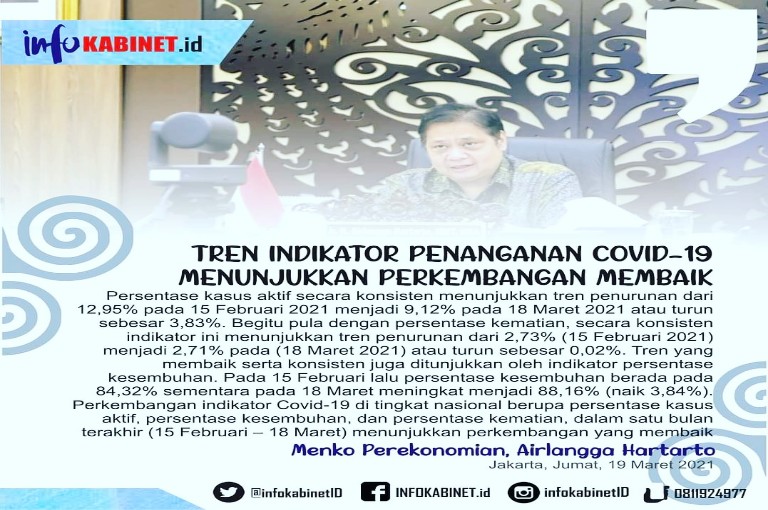 infoKABINET.id
TREN INDIKATOR PENANGANAN COVID-19
MENUNJUKKAN PERKEMBANGAN MEMBAIK
Persentase kasus aktif secara konsisten menunjukkan tren penurunan dari
12,95% pada 15 Februari 2021 menjadi 9,12% pada 18 Maret 2021 atau turun
sebesar 3,83%. Begitu pula dengan persentase kematian, secara konsisten
indikator ini menunjukkan tren penurunan dari 2,73% (15 Februari 2021)
menjadi 2,71% pada (18 Maret 2021) atau turun sebesar 0,02%. Tren yang
membaik serta konsisten juga ditunjukkan oleh indikator persentase
kesembuhan. Pada 15 Februari lalu persentase kesembuhan berada pada
84,32% sementara pada 18 Maret meningkat menjadi 88,16% (naik 3,84%).
Perkembangan indikator Covid-19 di tingkat nasional berupa persentase kasus
aktif, persentase kesembuhan, dan persentase kematian, dalam satu bulan
terakhir (15 Februari – 18 Maret) menunjukkan perkembangan yang membaik
Menko Perekonomian, Airlangga Hartarto
Jakarta, Jumat, 19 Maret 2021
@infokabinetID INFOKABINET.id infokabinetID 0811924977